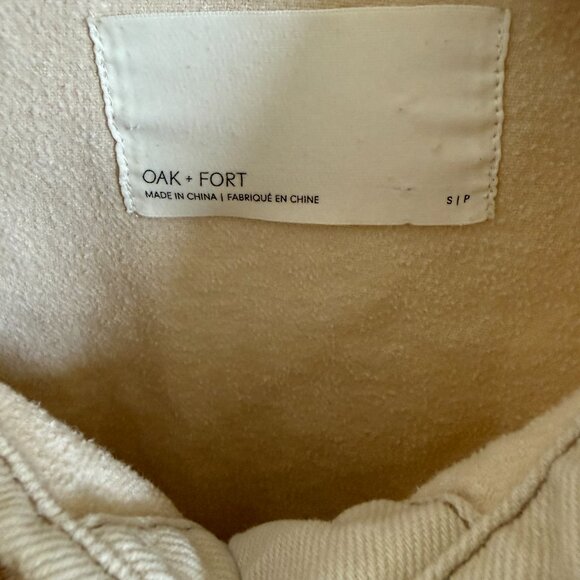 OAK + FORT
MADE IN CHINA | FABRIQUÉ EN CHINE
S | P